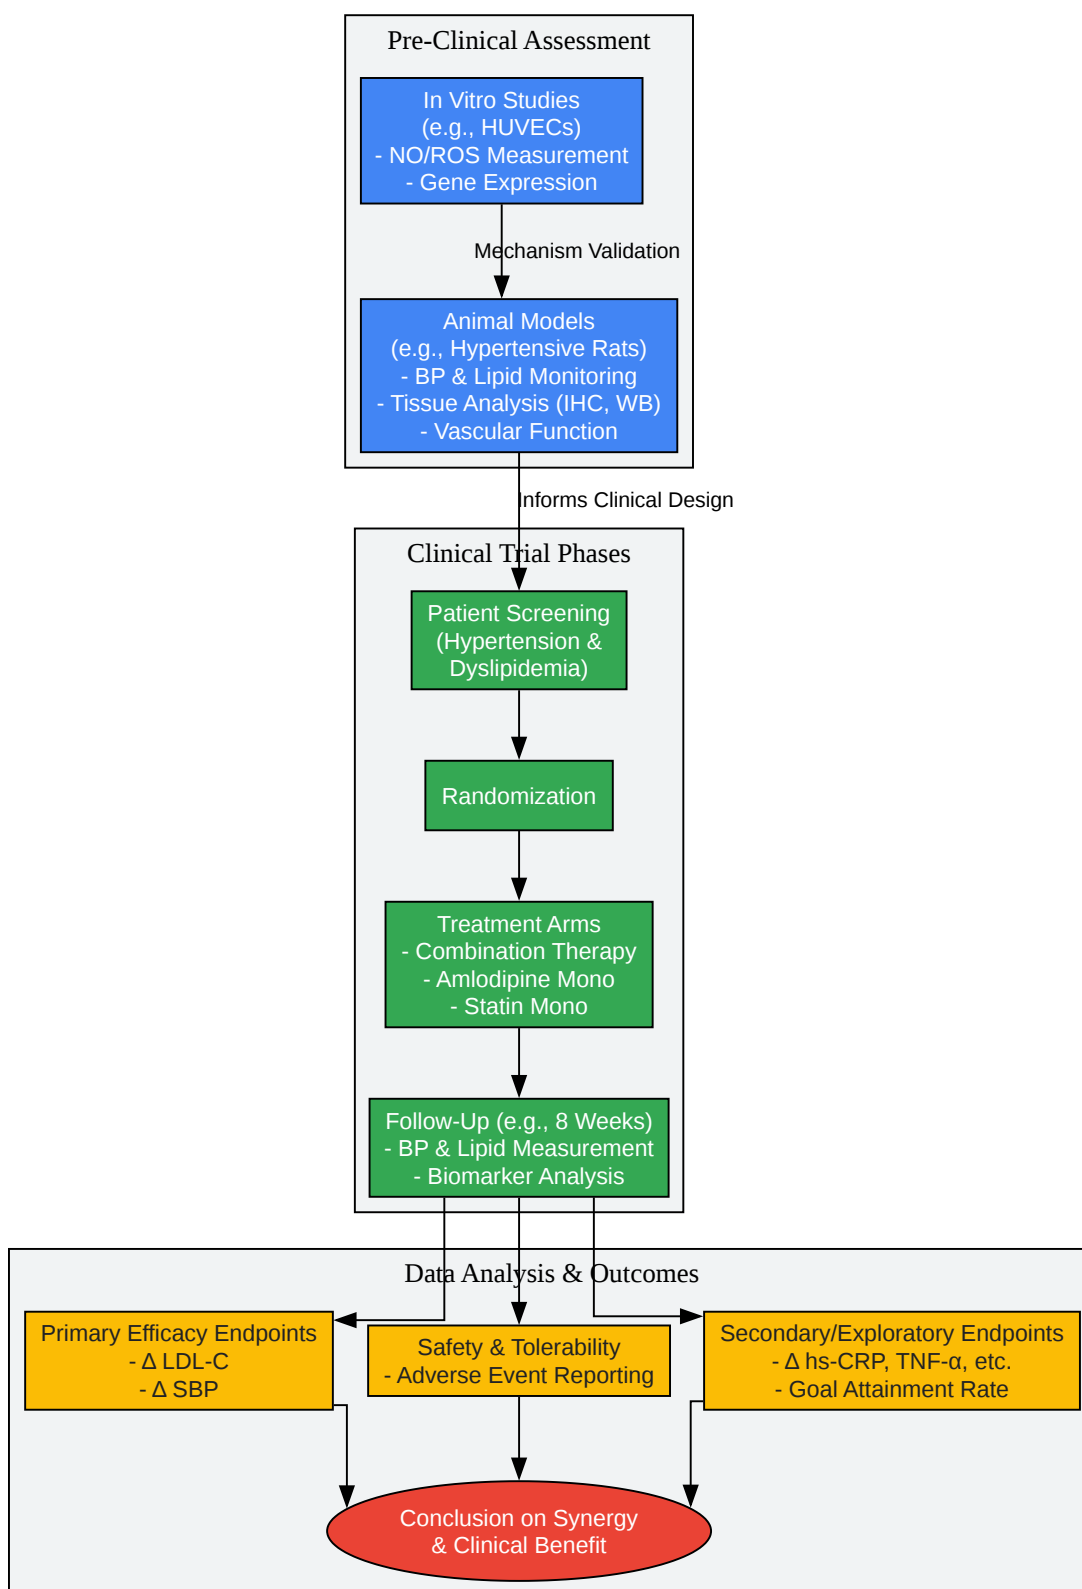 Pre-Clinical Assessment
In Vitro Studies
(e.g., HUVECs)
- NO/ROS Measurement
- Gene Expression
Mechanism Validation
Animal Models
(e.g., Hypertensive Rats)
- BP & Lipid Monitoring
- Tissue Analysis (IHC, WB)
- Vascular Function
Informs Clinical Design
Clinical Trial Phases
Patient Screening
(Hypertension &
Dyslipidemia)
Randomization
Treatment Arms
- Combination Therapy
- Amlodipine Mono
- Statin Mono
Follow-Up (e.g., 8 Weeks)
- BP & Lipid Measurement
- Biomarker Analysis
Data Analysis & Outcomes
Primary Efficacy Endpoints
- Δ LDL-C
- Δ SBP
Safety & Tolerability
- Adverse Event Reporting
Secondary/Exploratory Endpoints
- Δ hs-CRP, TNF-α, etc.
- Goal Attainment Rate
Conclusion on Synergy
& Clinical Benefit